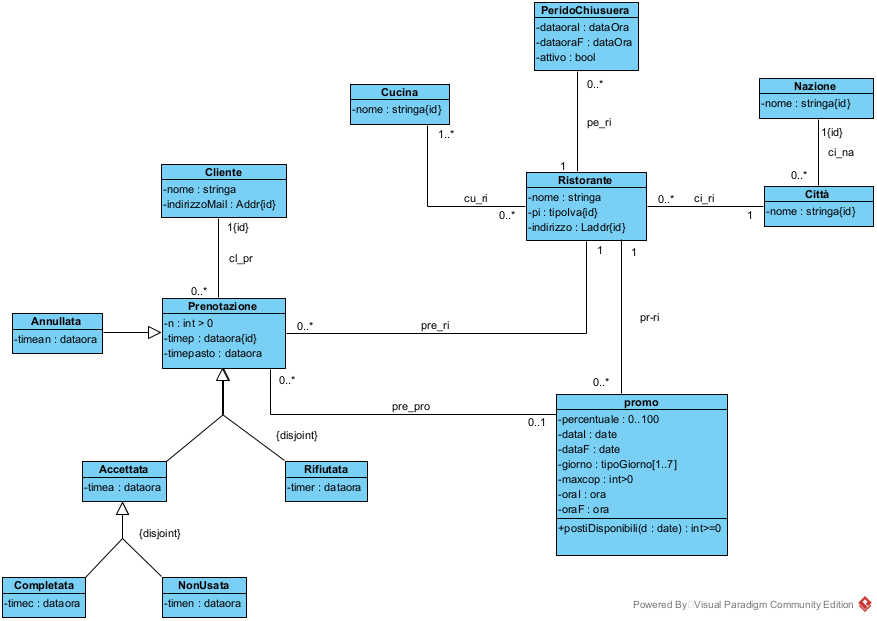 PeridoChiusuera
-dataoraI : dataOra
-dataoraF : dataOra
-attivo : bool
0..*
pe_ri
1
Cucina
-nome : stringa{id}
1..*
cu_ri
0..*
Nazione
-nome : stringa{id}
1{id}
ci_na
0..*
Ristorante
-nome : stringa
-pi : tipoIva{id}
-indirizzo : Laddr{id}
0..*
ci_ri
1
Città
-nome : stringa{id}
Cliente
-nome : stringa
-indirizzoMail : Addr{id}
1{id}
cl_pr
0..*
Prenotazione
-n : int > 0
-timep : dataora{id}
-timepasto : dataora
Annullata
-timean : dataora
0..*
pre_ri
1
1
pr-ri
0..*
0..*
pre_pro
0..1
promo
-percentuale : 0..100
-dataI : date
-dataF : date
-giorno : tipoGiorno[1..7]
-maxcop : int>0
-oraI : ora
-oraF : ora
+postiDisponibili(d : date) : int>=0
{disjoint}
Accettata
-timea : dataora
Rifiutata
-timer : dataora
{disjoint}
Completata
-timec : dataora
NonUsata
-timen : dataora
Powered By Visual Paradigm Community Edition